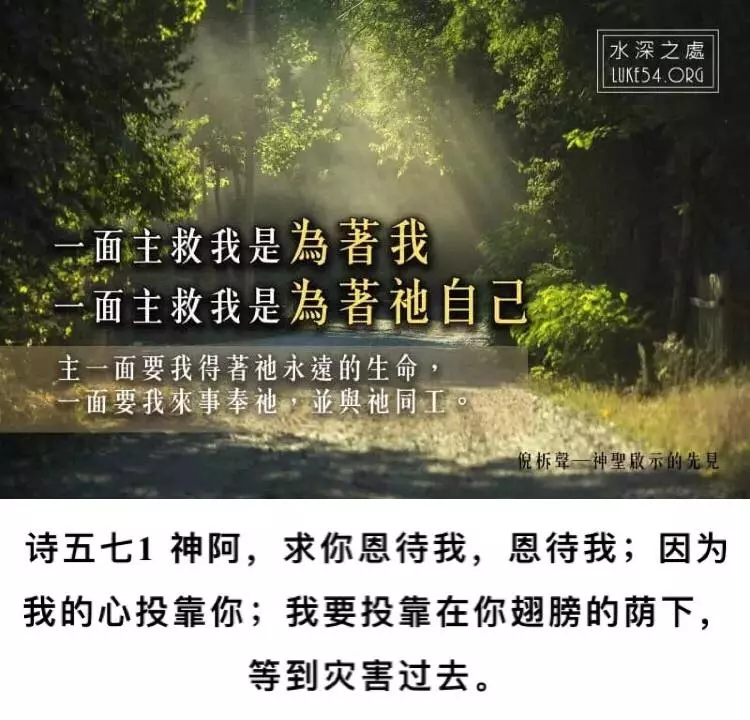 水深之處
LUKE54.ORG
一面主救我是為著我
一面主救我是為著祂自己
主一面要我得著祂永遠的生命，
一面要我來事奉祂，並與祂同工。
倪柝聲—神聖啟示的先見
诗五七1 神阿，求你恩待我，恩待我；因为
我的心投靠你；我要投靠在你翅膀的荫下，
等到灾害过去。